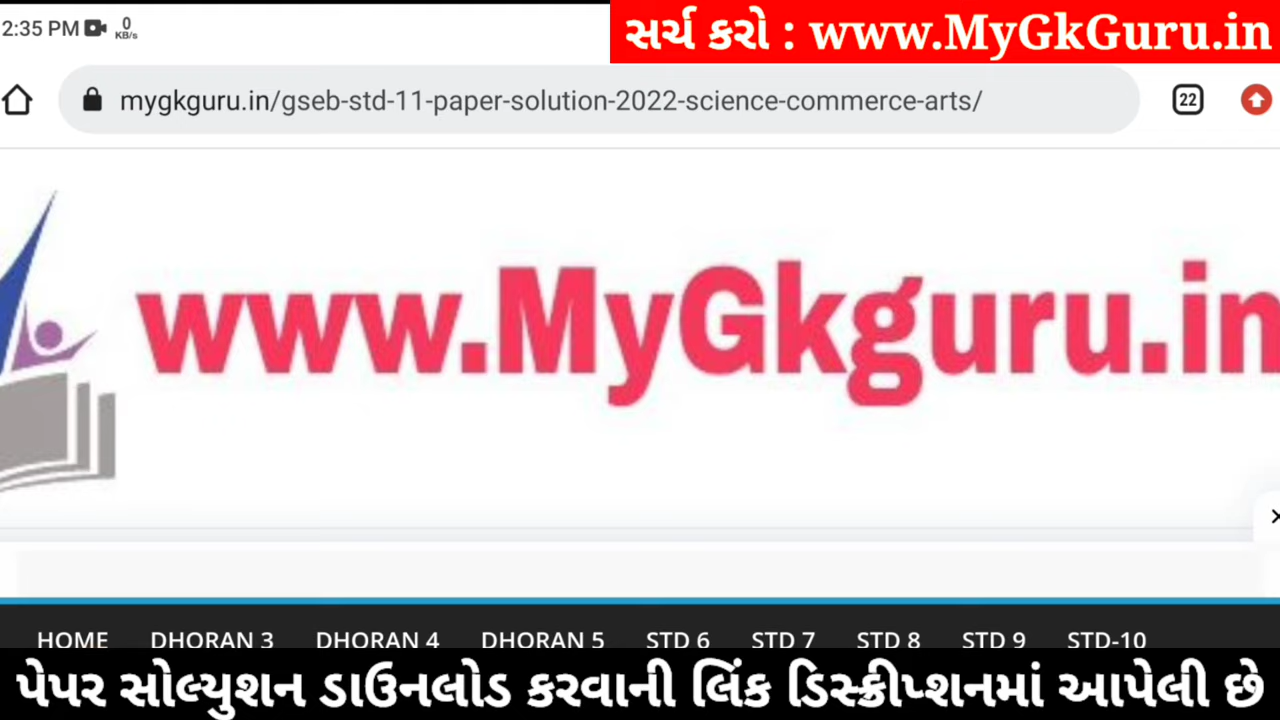 2:35 PM 0 KB/s
સર્ચ કરો : www.MyGkGuru.in
mygkguru.in/gseb-std-11-paper-solution-2022-science-commerce-arts/ 22
www.MyGkguru.in
HOME DHORAN 3 DHORAN 4 DHORAN 5 STD 6 STD 7 STD 8 STD 9 STD-10
પેપર સોલ્યુશન ડાઉનલોડ કરવાની લિંક ડિસ્ક્રીપ્શનમાં આપેલી છે